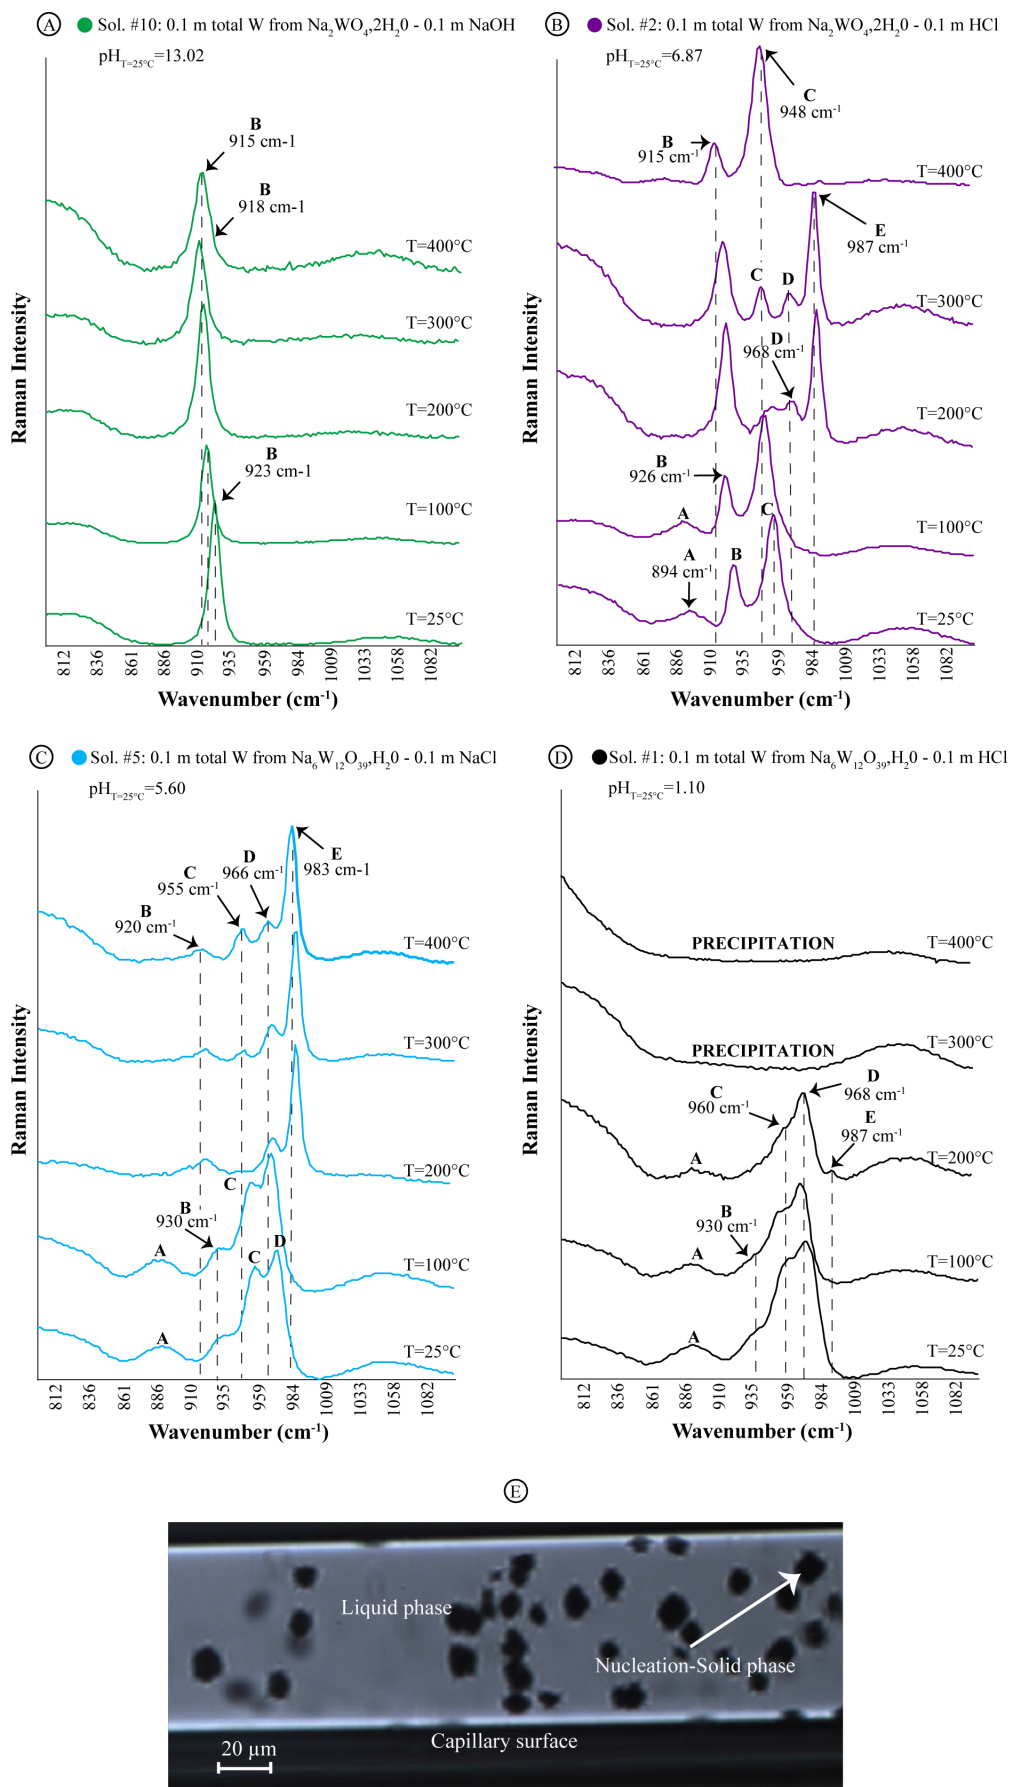 A Sol. #10: 0.1 m total W from Na₂WO₄,2H₂0 - 0.1 m NaOH
pH T=25°C=13.02
B
915 cm-1
B
918 cm-1
T=400°C
T=300°C
T=200°C
B
923 cm-1
T=100°C
T=25°C
Raman Intensity
812 836 861 886 910 935 959 984 1009 1033 1058 1082
Wavenumber (cm⁻¹)
B Sol. #2: 0.1 m total W from Na₂WO₄,2H₂0 - 0.1 m HCl
pH T=25°C=6.87
C
948 cm⁻¹
B
915 cm⁻¹
T=400°C
E
987 cm⁻¹
C D
T=300°C
D
968 cm⁻¹
T=200°C
B
926 cm⁻¹
A
C
T=100°C
A
894 cm⁻¹
B
T=25°C
Raman Intensity
812 836 861 886 910 935 959 984 1009 1033 1058 1082
Wavenumber (cm⁻¹)
C Sol. #5: 0.1 m total W from Na₆W₁₂O₃₉,H₂0 - 0.1 m NaCl
pH T=25°C=5.60
E
983 cm-1
D
966 cm⁻¹
C
955 cm⁻¹
B
920 cm⁻¹
T=400°C
T=300°C
T=200°C
C
B
930 cm⁻¹
A
T=100°C
C D
A
T=25°C
Raman Intensity
812 836 861 886 910 935 959 984 1009 1033 1058 1082
Wavenumber (cm⁻¹)
D Sol. #1: 0.1 m total W from Na₆W₁₂O₃₉,H₂0 - 0.1 m HCl
pH T=25°C=1.10
PRECIPITATION
T=400°C
PRECIPITATION
T=300°C
D
968 cm⁻¹
C
960 cm⁻¹
E
987 cm⁻¹
A
T=200°C
B
930 cm⁻¹
A
T=100°C
A
T=25°C
Raman Intensity
812 836 861 886 910 935 959 984 1009 1033 1058 1082
Wavenumber (cm⁻¹)
E
Liquid phase
Nucleation-Solid phase
Capillary surface
20 µm